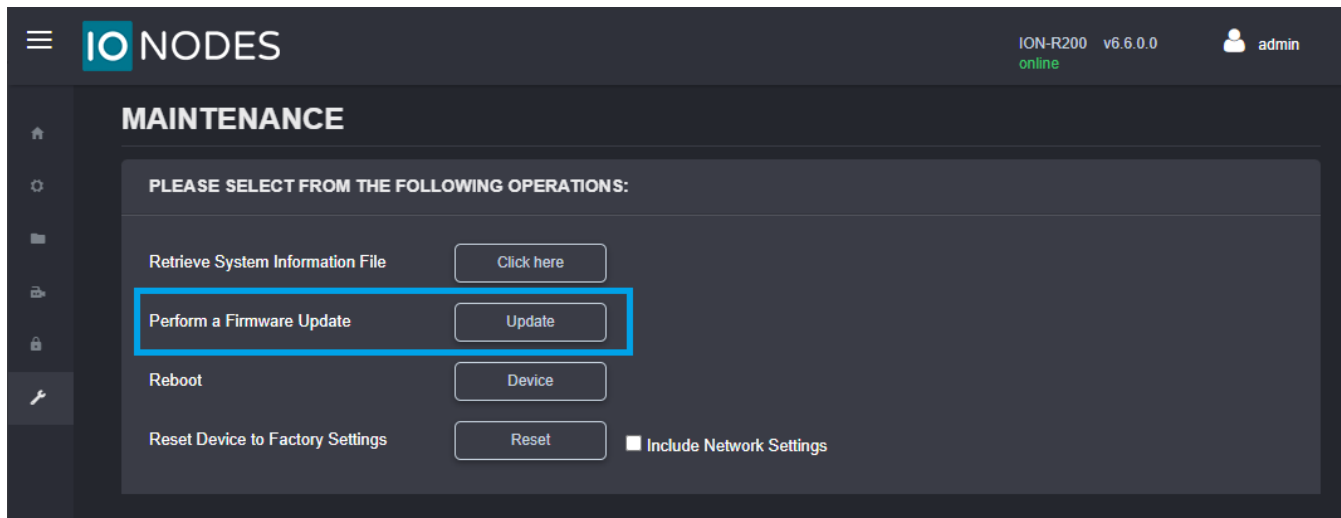 IO NODES
ION-R200 v6.6.0.0
online
admin
MAINTENANCE
PLEASE SELECT FROM THE FOLLOWING OPERATIONS:
Retrieve System Information File Click here
Perform a Firmware Update Update
Reboot Device
Reset Device to Factory Settings Reset Include Network Settings